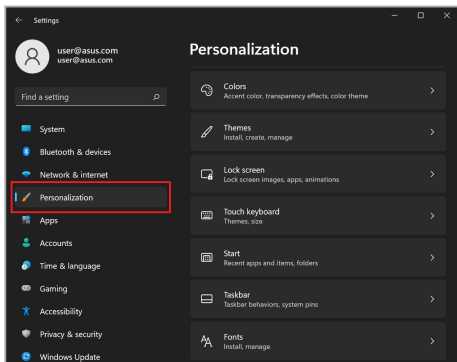 Settings
user@asus.com
user@asus.com
Find a setting
System
Bluetooth & devices
Network & internet
Personalization
Apps
Accounts
Time & language
Gaming
Accessibility
Privacy & security
Windows Update
Personalization
Colors
Accent color, transparency effects, color theme
Themes
Install, create, manage
Lock screen
Lock screen images, apps, animations
Touch keyboard
Themes, size
Start
Recent apps and items, folders
Taskbar
Taskbar behaviors, system pins
Fonts
Install, manage